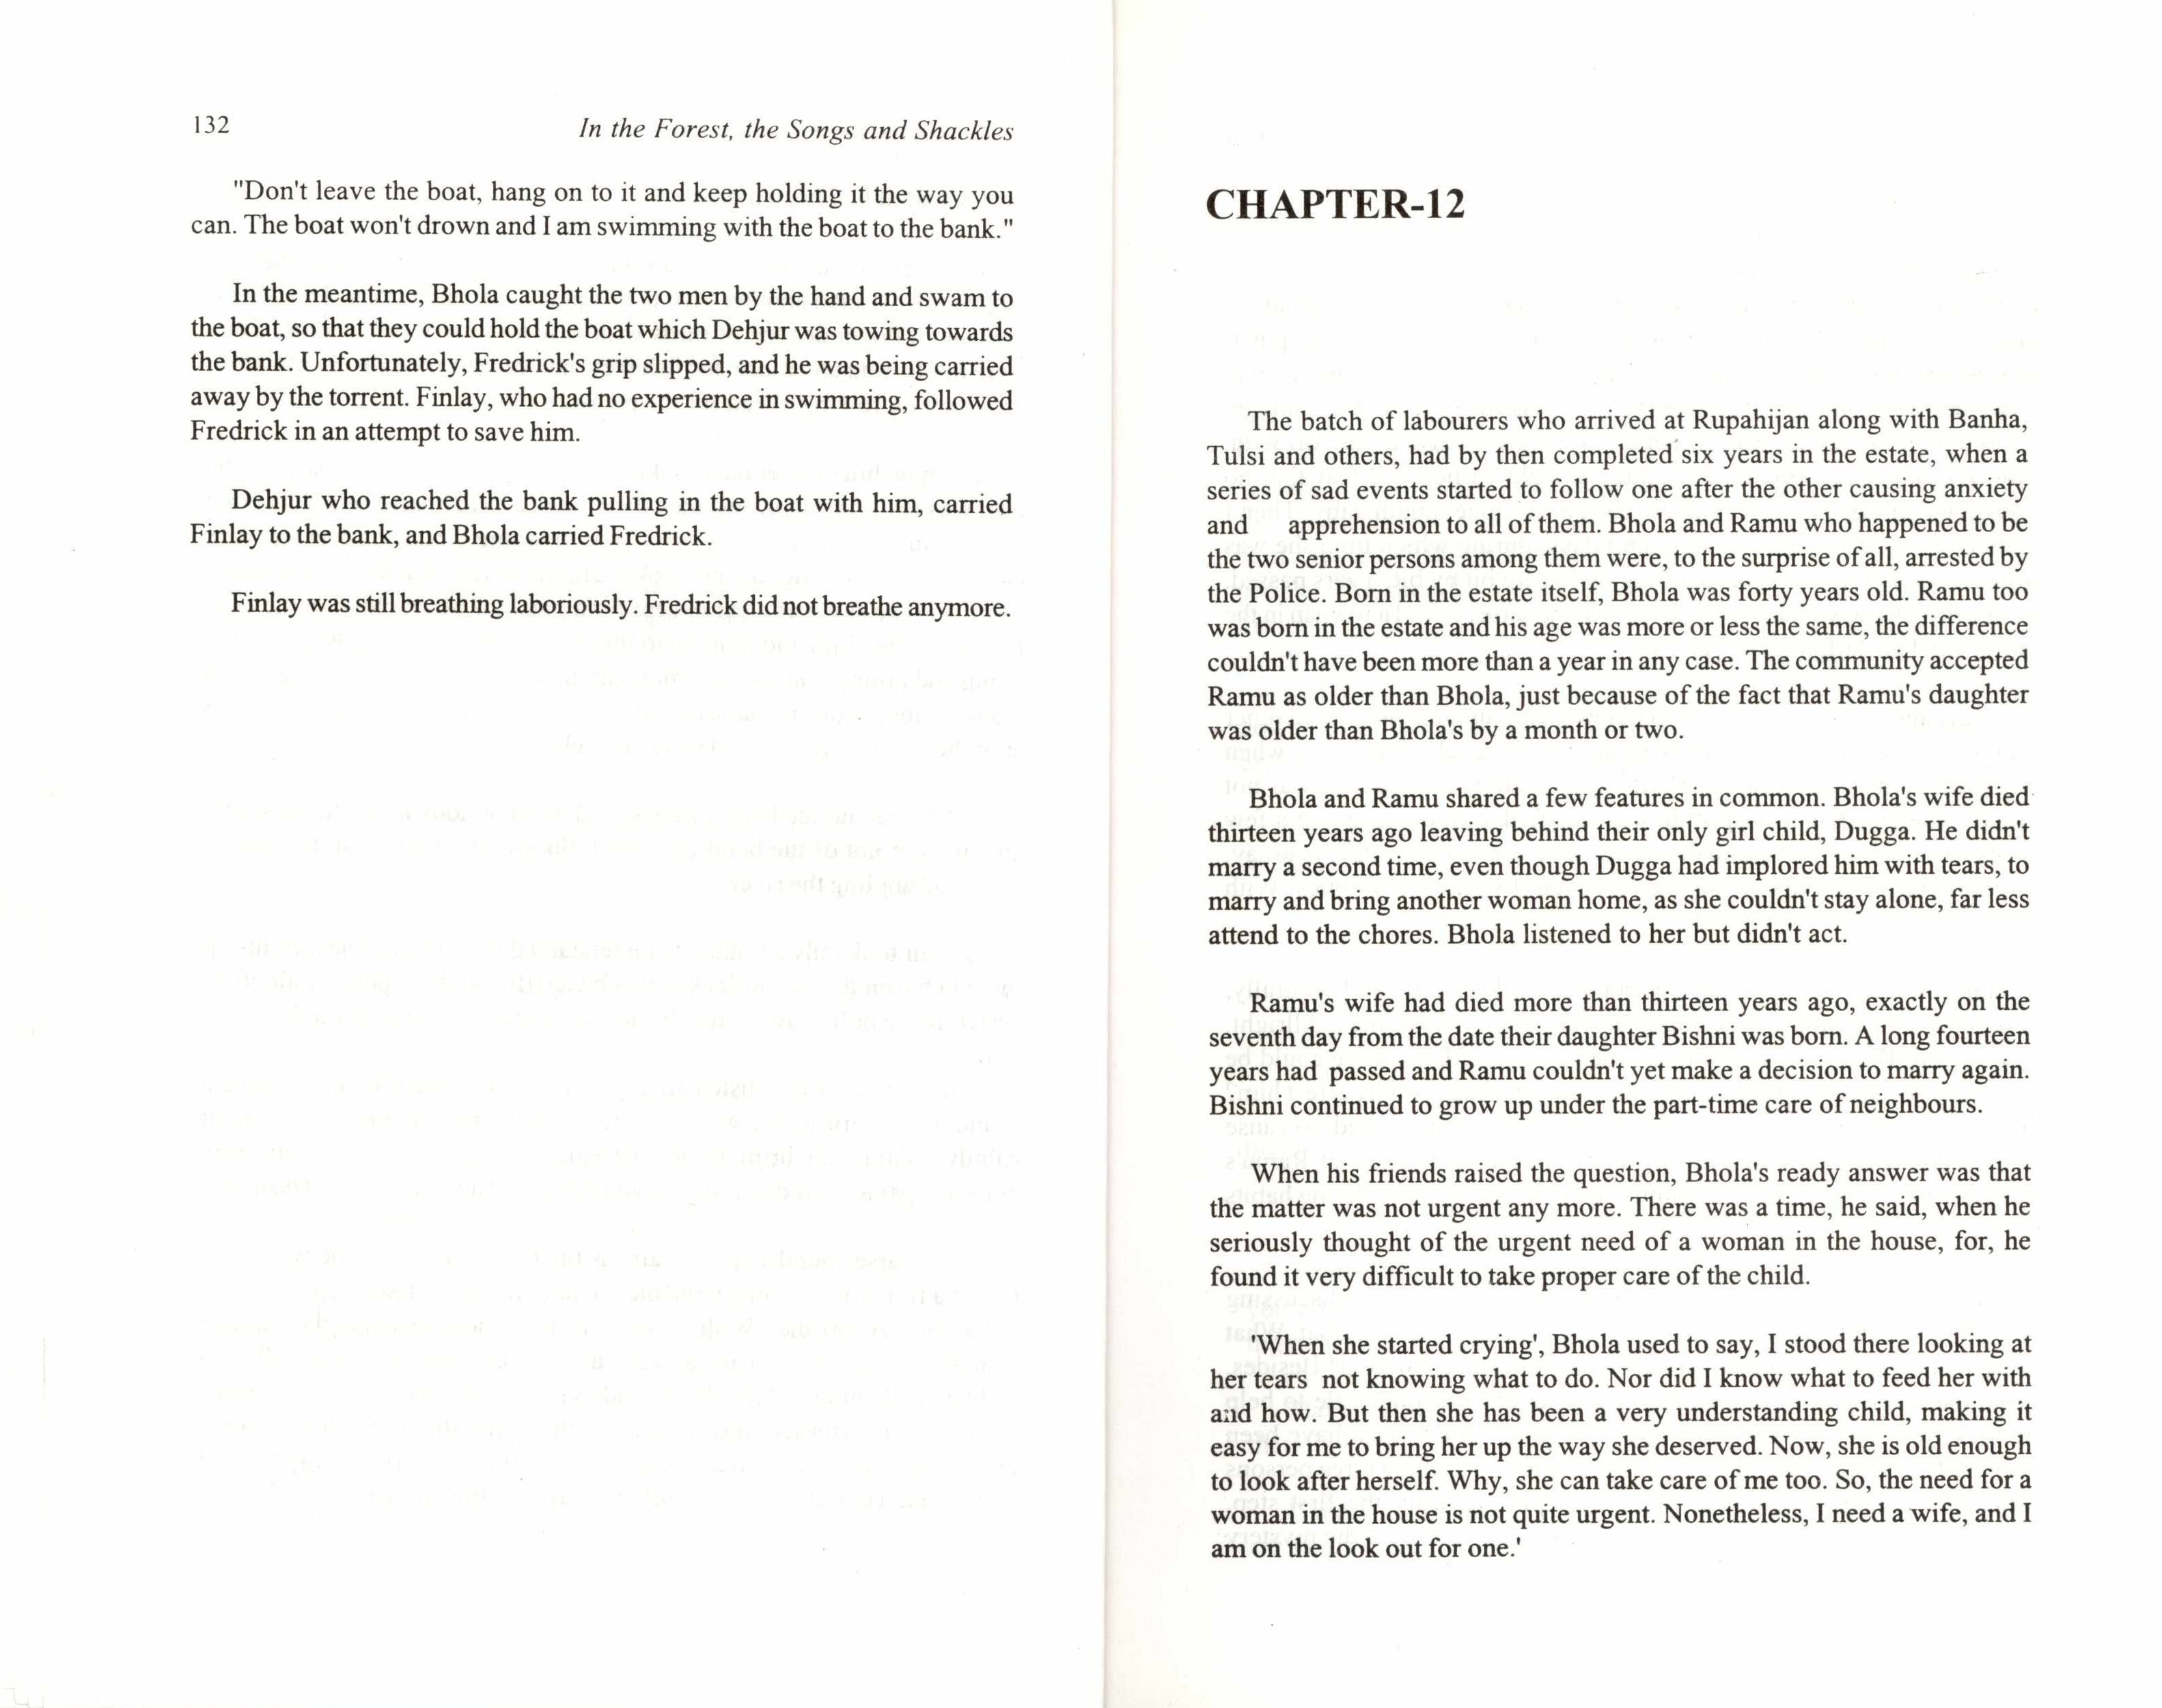 132
In the Forest, the Songs and Shackles
"Don't leave the boat, hang on to it and keep holding it the way you
can. The boat won't drown and I am swimming with the boat to the bank."
In the meantime, Bhola caught the two men by the hand and swam to
the boat, so that they could hold the boat which Dehjur was towing towards
the bank. Unfortunately, Fredrick's grip slipped, and he was being carried
away by the torrent. Finlay, who had no experience in swimming, followed
Fredrick in an attempt to save him.
Dehjur who reached the bank pulling in the boat with him, carried
Finlay to the bank, and Bhola carried Fredrick.
Finlay was still breathing laboriously. Fredrick did not breathe anymore.
CHAPTER-12
The batch of labourers who arrived at Rupahijan along with Banha,
Tulsi and others, had by then completed six years in the estate, when a
series of sad events started to follow one after the other causing anxiety
and apprehension to all of them. Bhola and Ramu who happened to be
the two senior persons among them were, to the surprise of all, arrested by
the Police. Born in the estate itself, Bhola was forty years old. Ramu too
was born in the estate and his age was more or less the same, the difference
couldn't have been more than a year in any case. The community accepted
Ramu as older than Bhola, just because of the fact that Ramu's daughter
was older than Bhola's by a month or two.
Bhola and Ramu shared a few features in common. Bhola's wife died
thirteen years ago leaving behind their only girl child, Dugga. He didn't
marry a second time, even though Dugga had implored him with tears, to
marry and bring another woman home, as she couldn't stay alone, far less
attend to the chores. Bhola listened to her but didn't act.
Ramu's wife had died more than thirteen years ago, exactly on the
seventh day from the date their daughter Bishni was born. A long fourteen
years had passed and Ramu couldn't yet make a decision to marry again.
Bishni continued to grow up under the part-time care of neighbours.
When his friends raised the question, Bhola's ready answer was that
the matter was not urgent any more. There was a time, he said, when he
seriously thought of the urgent need of a woman in the house, for, he
found it very difficult to take proper care of the child.
'When she started crying', Bhola used to say, I stood there looking at
her tears not knowing what to do. Nor did I know what to feed her with
and how. But then she has been a very understanding child, making it
easy for me to bring her up the way she deserved. Now, she is old enough
to look after herself. Why, she can take care of me too. So, the need for a
woman in the house is not quite urgent. Nonetheless, I need a wife, and I
am on the look out for one.'